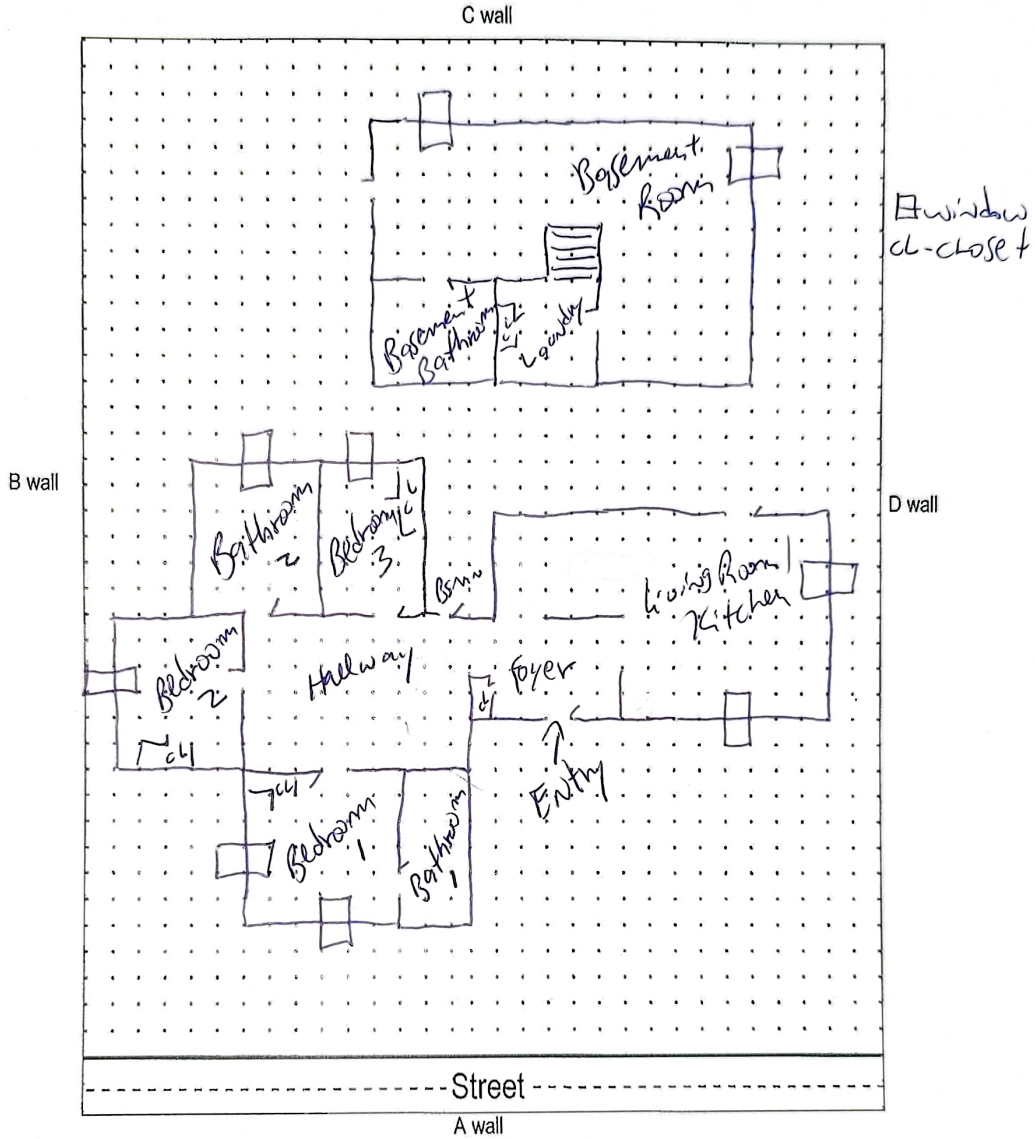 C wall
Basement
Room
window
CL-CLOSET
Basement
Bathroom
CL
Laundry
B wall
D wall
Bathroom
2
Bedroom
3
CL
Bsmn
Living Room/
Kitchen
Bedroom
2
Hallway
Foyer
CL
CL
Entry
CL
Bedroom
1
Bathroom
1
Street
A wall